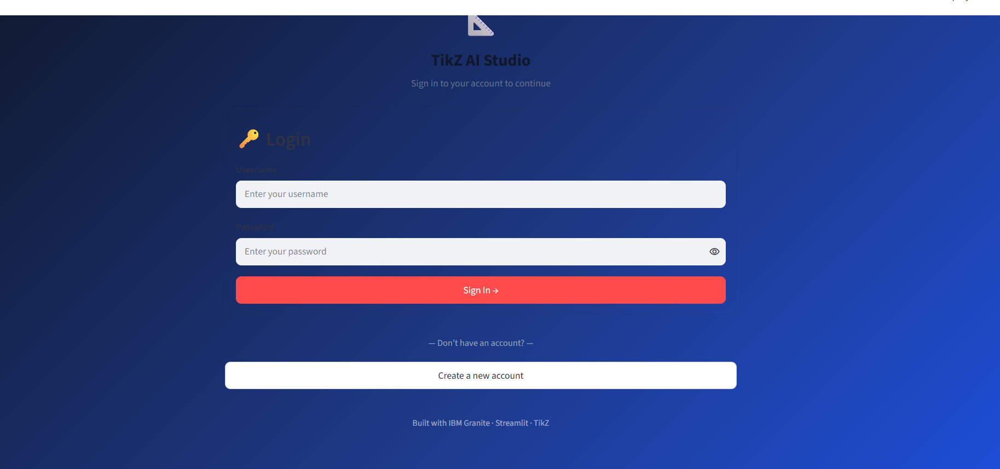 TikZ AI Studio
Sign in to your account to continue
🔑 Login
Username
Enter your username
Password
Enter your password
Sign In →
— Don't have an account? —
Create a new account
Built with IBM Granite · Streamlit · TikZ